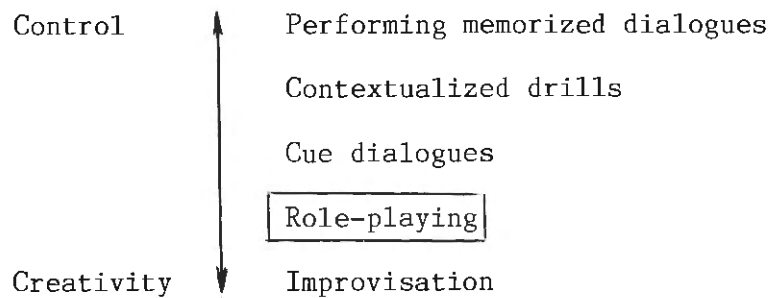 Control Performing memorized dialogues
Contextualized drills
Cue dialogues
Role-playing
Creativity Improvisation